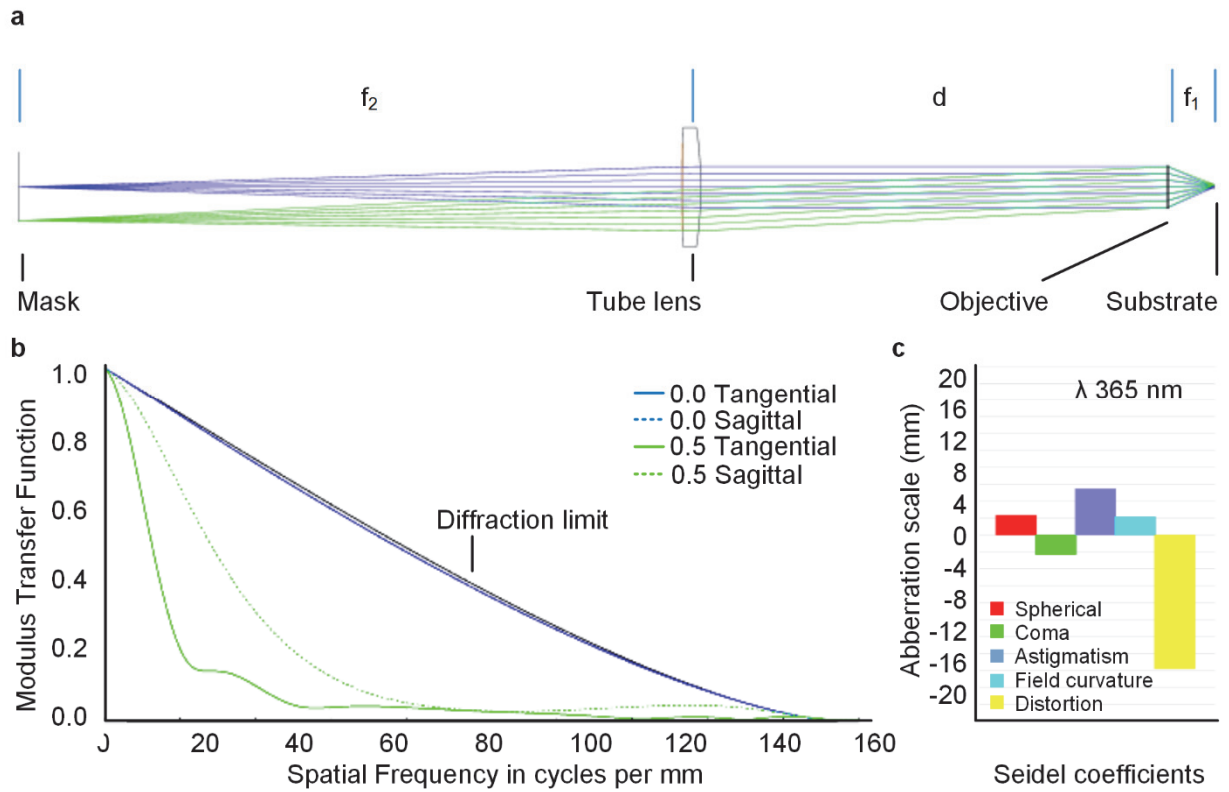 a
f₂
d
f₁
Mask
Tube lens
Objective
Substrate
b
Modulus Transfer Function
1.0
0.8
0.6
0.4
0.2
0.0
0.0 Tangential
0.0 Sagittal
0.5 Tangential
0.5 Sagittal
Diffraction limit
J 20 40 60 80 100 120 140 160
Spatial Frequency in cycles per mm
c
Abberration scale (mm)
20
16
12
8
4
0
-4
-8
-12
-16
-20
λ 365 nm
Spherical
Coma
Astigmatism
Field curvature
Distortion
Seidel coefficients